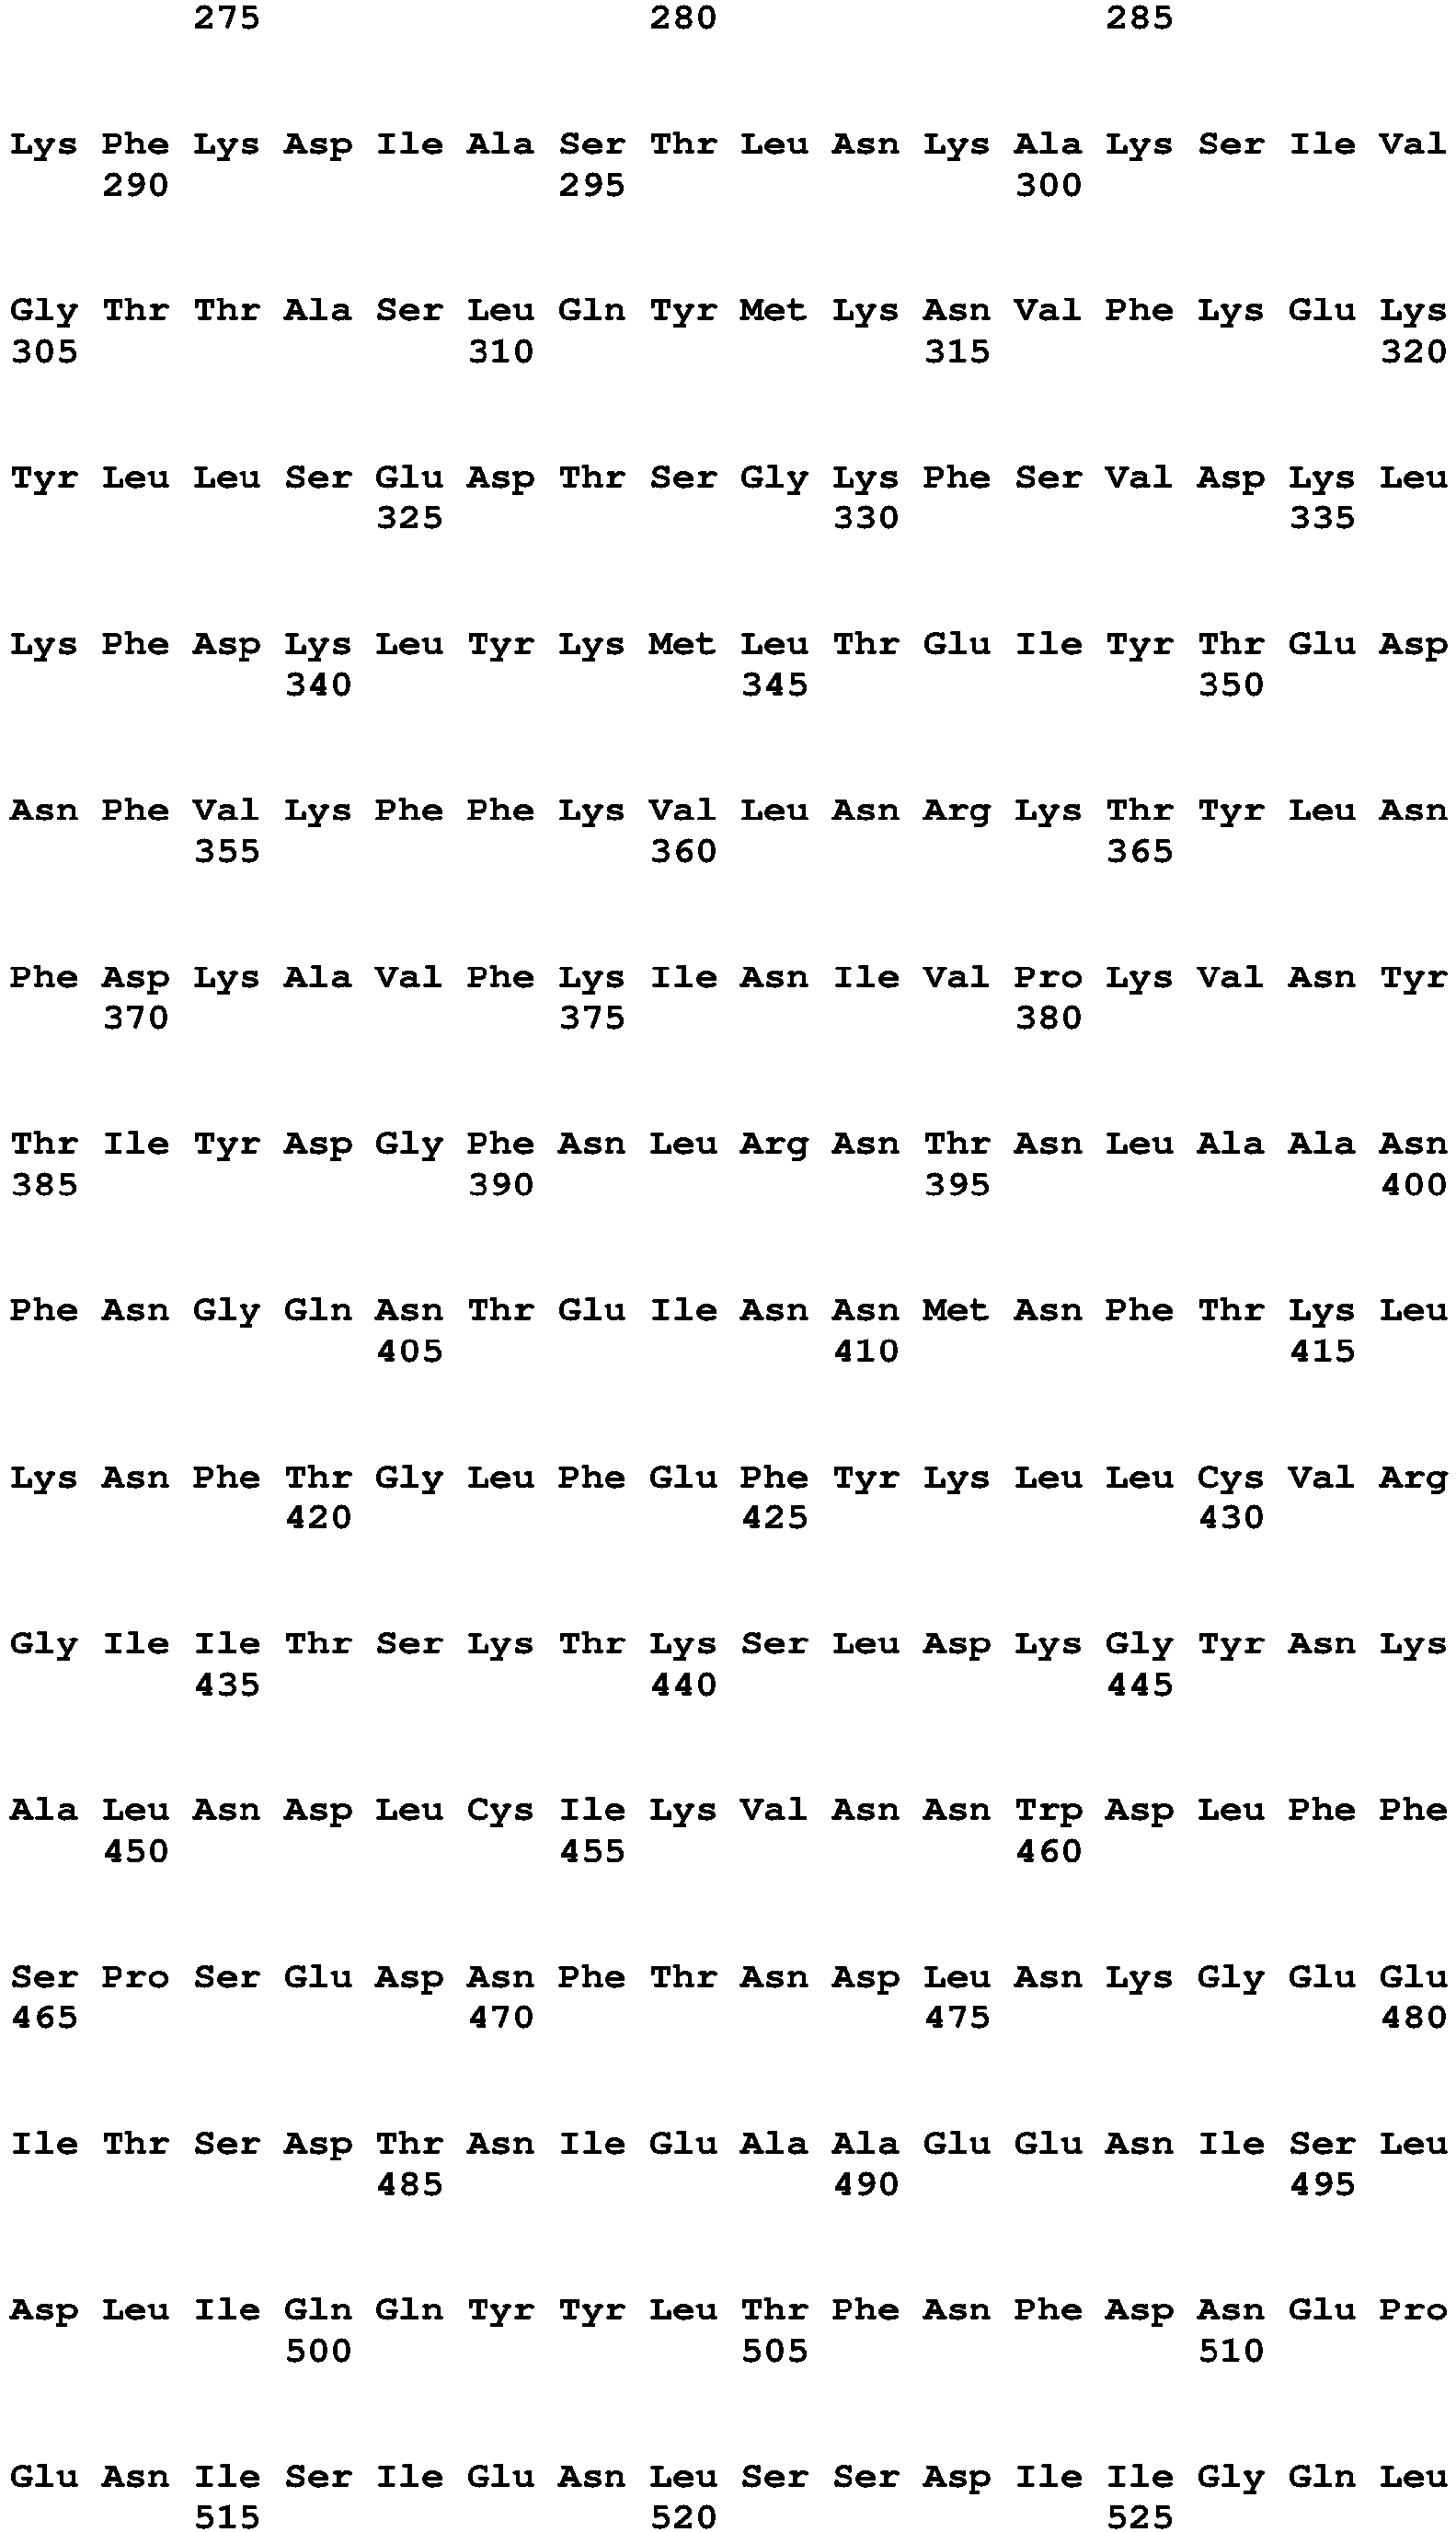 275 280 285
Lys Phe Lys Asp Ile Ala Ser Thr Leu Asn Lys Ala Lys Ser Ile Val
290 295 300
Gly Thr Thr Ala Ser Leu Gln Tyr Met Lys Asn Val Phe Lys Glu Lys
305 310 315 320
Tyr Leu Leu Ser Glu Asp Thr Ser Gly Lys Phe Ser Val Asp Lys Leu
325 330 335
Lys Phe Asp Lys Leu Tyr Lys Met Leu Thr Glu Ile Tyr Thr Glu Asp
340 345 350
Asn Phe Val Lys Phe Phe Lys Val Leu Asn Arg Lys Thr Tyr Leu Asn
355 360 365
Phe Asp Lys Ala Val Phe Lys Ile Asn Ile Val Pro Lys Val Asn Tyr
370 375 380
Thr Ile Tyr Asp Gly Phe Asn Leu Arg Asn Thr Asn Leu Ala Ala Asn
385 390 395 400
Phe Asn Gly Gln Asn Thr Glu Ile Asn Asn Met Asn Phe Thr Lys Leu
405 410 415
Lys Asn Phe Thr Gly Leu Phe Glu Phe Tyr Lys Leu Leu Cys Val Arg
420 425 430
Gly Ile Ile Thr Ser Lys Thr Lys Ser Leu Asp Lys Gly Tyr Asn Lys
435 440 445
Ala Leu Asn Asp Leu Cys Ile Lys Val Asn Asn Trp Asp Leu Phe Phe
450 455 460
Ser Pro Ser Glu Asp Asn Phe Thr Asn Asp Leu Asn Lys Gly Glu Glu
465 470 475 480
Ile Thr Ser Asp Thr Asn Ile Glu Ala Ala Glu Glu Asn Ile Ser Leu
485 490 495
Asp Leu Ile Gln Gln Tyr Tyr Leu Thr Phe Asn Phe Asp Asn Glu Pro
500 505 510
Glu Asn Ile Ser Ile Glu Asn Leu Ser Ser Asp Ile Ile Gly Gln Leu
515 520 525